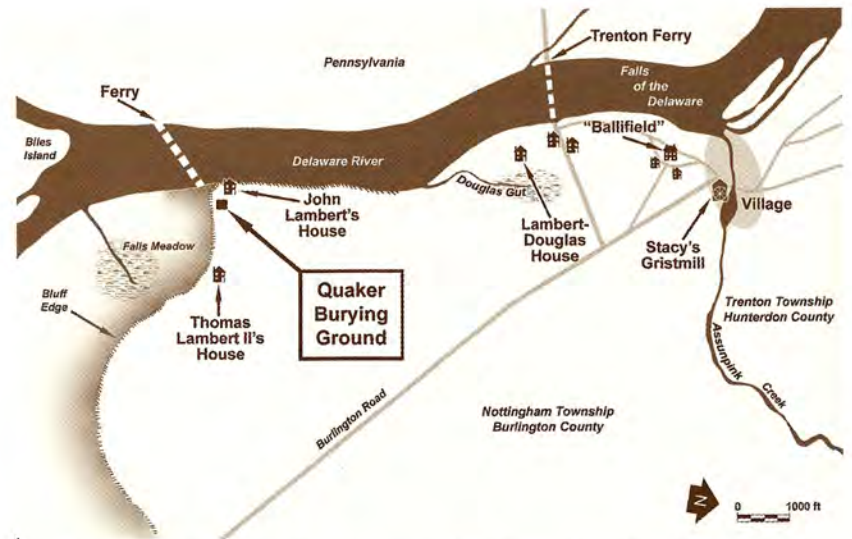 Trenton Ferry
Pennsylvania
Falls
of the
Delaware
Ferry
"Ballifield"
Biles
Island
Delaware River
Douglas Gut
John
Lambert's
House
Village
Lambert-
Douglas
House
Stacy's
Gristmill
Falls Meadow
Quaker
Burying
Ground
Bluff
Edge
Thomas
Lambert II's
House
Trenton Township
Hunterdon County
Assunpink
Creek
Burlington Road
Nottingham Township
Burlington County
N
0 1000 ft